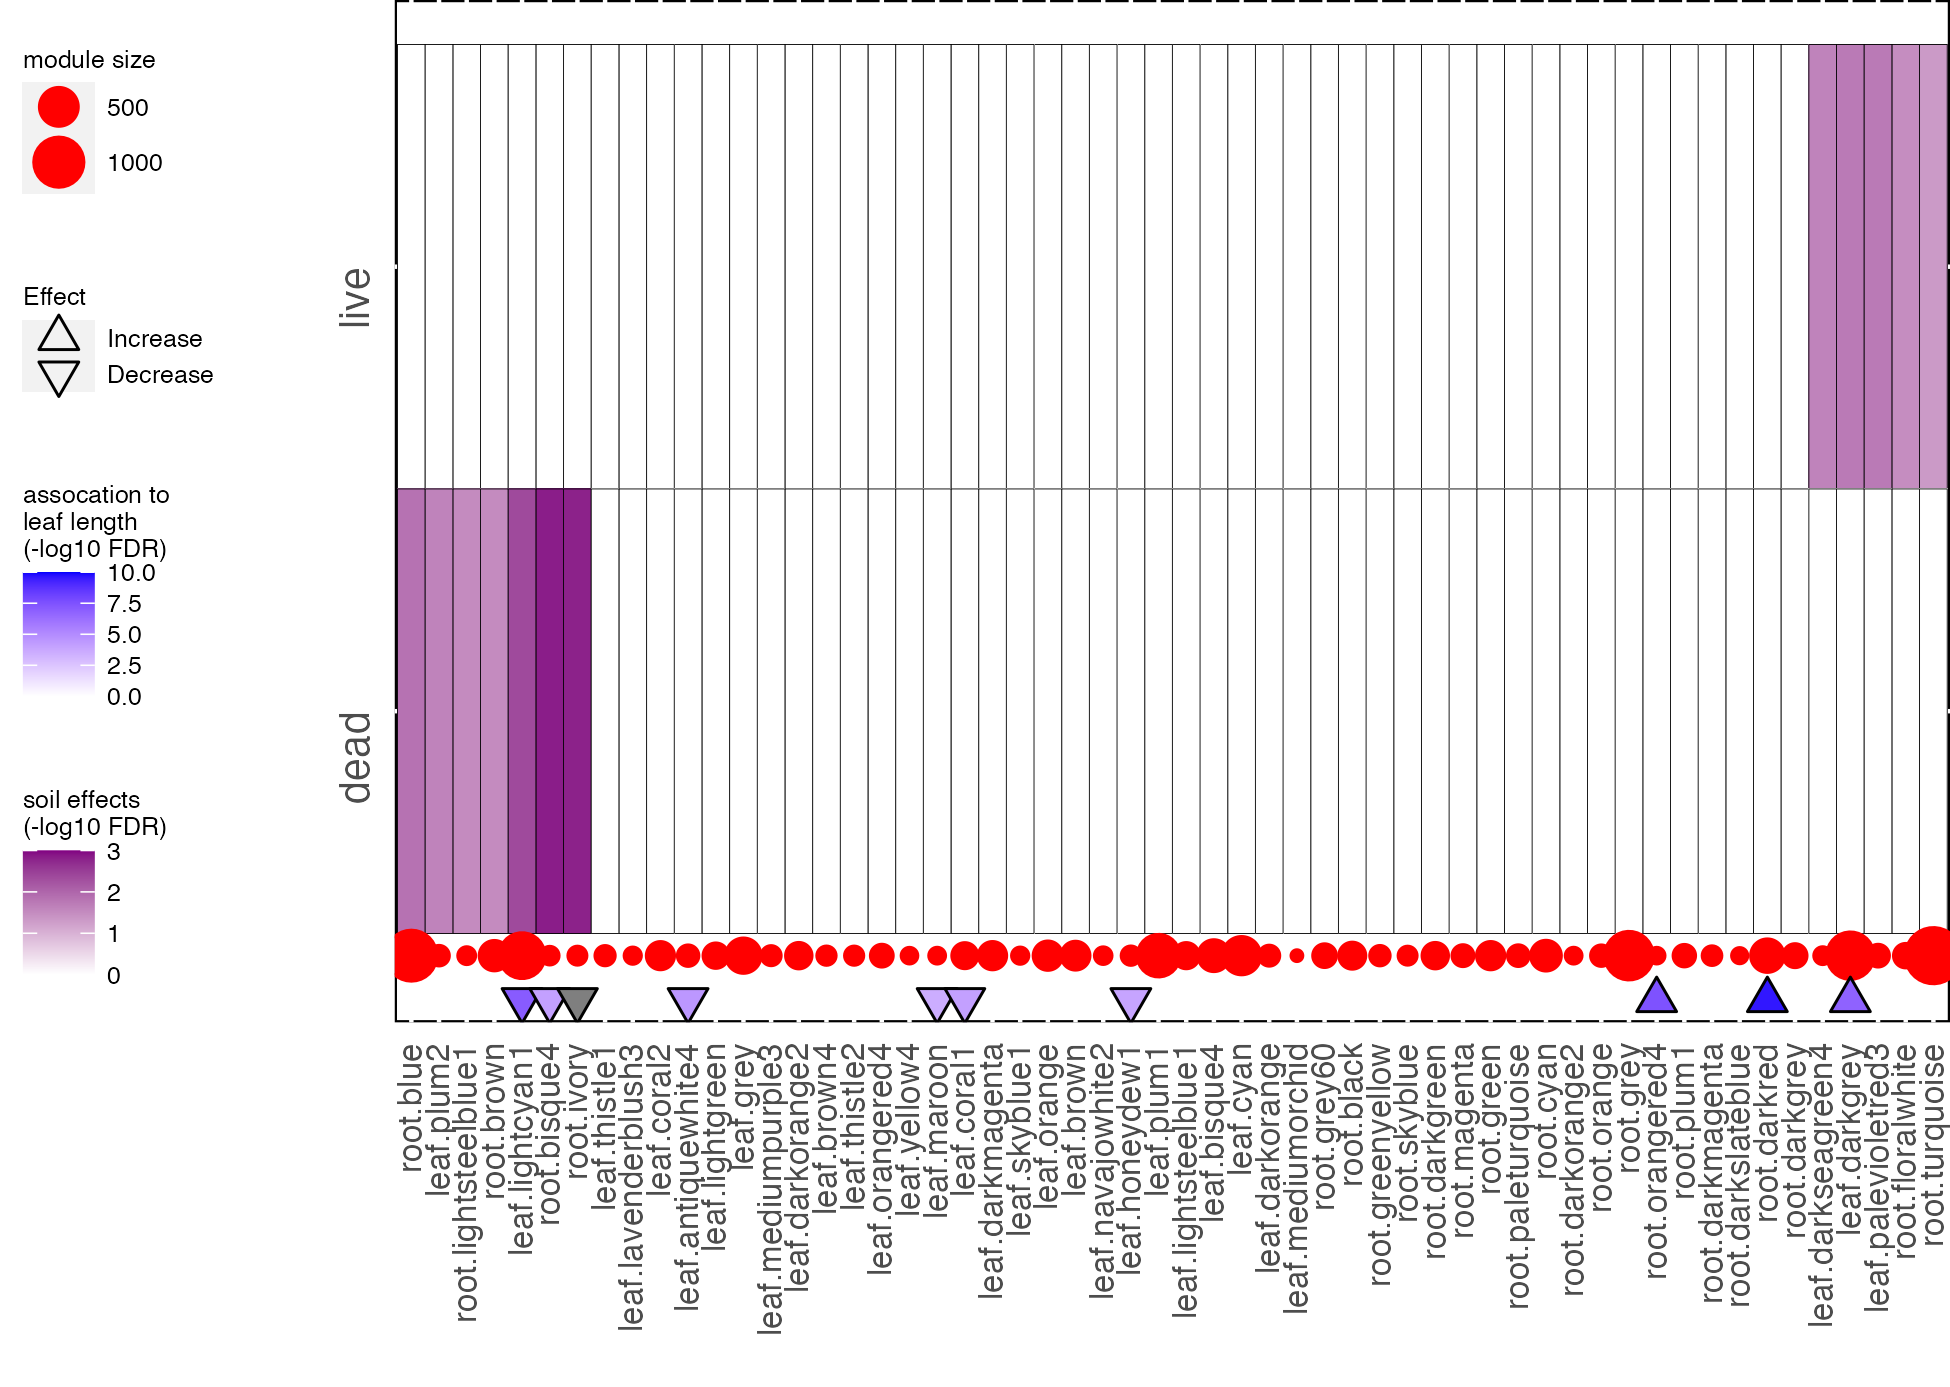 module size
500
1000
Effect
Increase
Decrease
assocation to
leaf length
(-log10 FDR)
10.0
7.5
5.0
2.5
0.0
soil effects
(-log10 FDR)
3
2
1
0
live
dead
root.blue
leaf.plum2
root.lightsteelblue1
root.brown
leaf.lightcyan1
root.bisque4
root.ivory
leaf.thistle1
leaf.lavenderblush3
leaf.coral2
leaf.antiquewhite4
leaf.lightgreen
leaf.grey
leaf.mediumpurple3
leaf.darkorange2
leaf.brown4
leaf.thistle2
leaf.orangered4
leaf.yellow4
leaf.maroon
leaf.coral1
leaf.darkmagenta
leaf.skyblue1
leaf.orange
leaf.brown
leaf.navajowhite2
leaf.honeydew1
leaf.plum1
leaf.lightsteelblue1
leaf.bisque4
leaf.cyan
leaf.darkorange
leaf.mediumorchid
root.grey60
root.black
root.greenyellow
root.skyblue
root.darkgreen
root.magenta
root.green
root.paleturquoise
root.cyan
root.darkorange2
root.orange
root.grey
root.orangered4
root.plum1
root.darkmagenta
root.darkslateblue
root.darkred
root.darkgrey
leaf.darkseagreen4
leaf.darkgrey
leaf.palevioletred3
root.floralwhite
root.turquoise